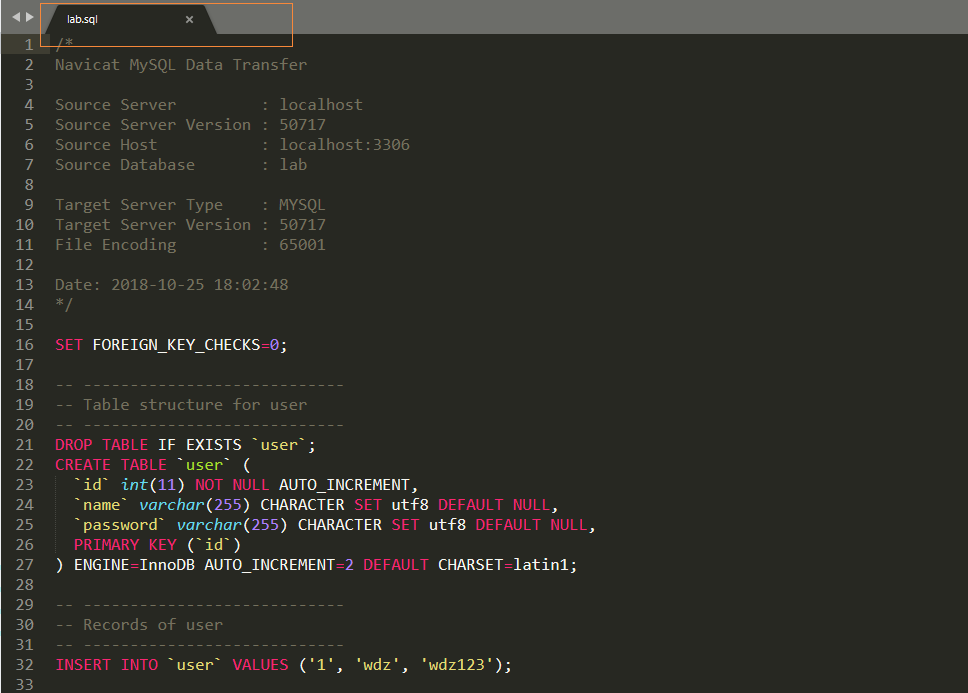 lab.sql ×
1 /*
2 Navicat MySQL Data Transfer
3
4 Source Server         : localhost
5 Source Server Version : 50717
6 Source Host           : localhost:3306
7 Source Database       : lab
8
9 Target Server Type    : MYSQL
10 Target Server Version : 50717
11 File Encoding         : 65001
12
13 Date: 2018-10-25 18:02:48
14 */
15
16 SET FOREIGN_KEY_CHECKS=0;
17
18 -- ----------------------------
19 -- Table structure for user
20 -- ----------------------------
21 DROP TABLE IF EXISTS `user`;
22 CREATE TABLE `user` (
23   `id` int(11) NOT NULL AUTO_INCREMENT,
24   `name` varchar(255) CHARACTER SET utf8 DEFAULT NULL,
25   `password` varchar(255) CHARACTER SET utf8 DEFAULT NULL,
26   PRIMARY KEY (`id`)
27 ) ENGINE=InnoDB AUTO_INCREMENT=2 DEFAULT CHARSET=latin1;
28
29 -- ----------------------------
30 -- Records of user
31 -- ----------------------------
32 INSERT INTO `user` VALUES ('1', 'wdz', 'wdz123');
33